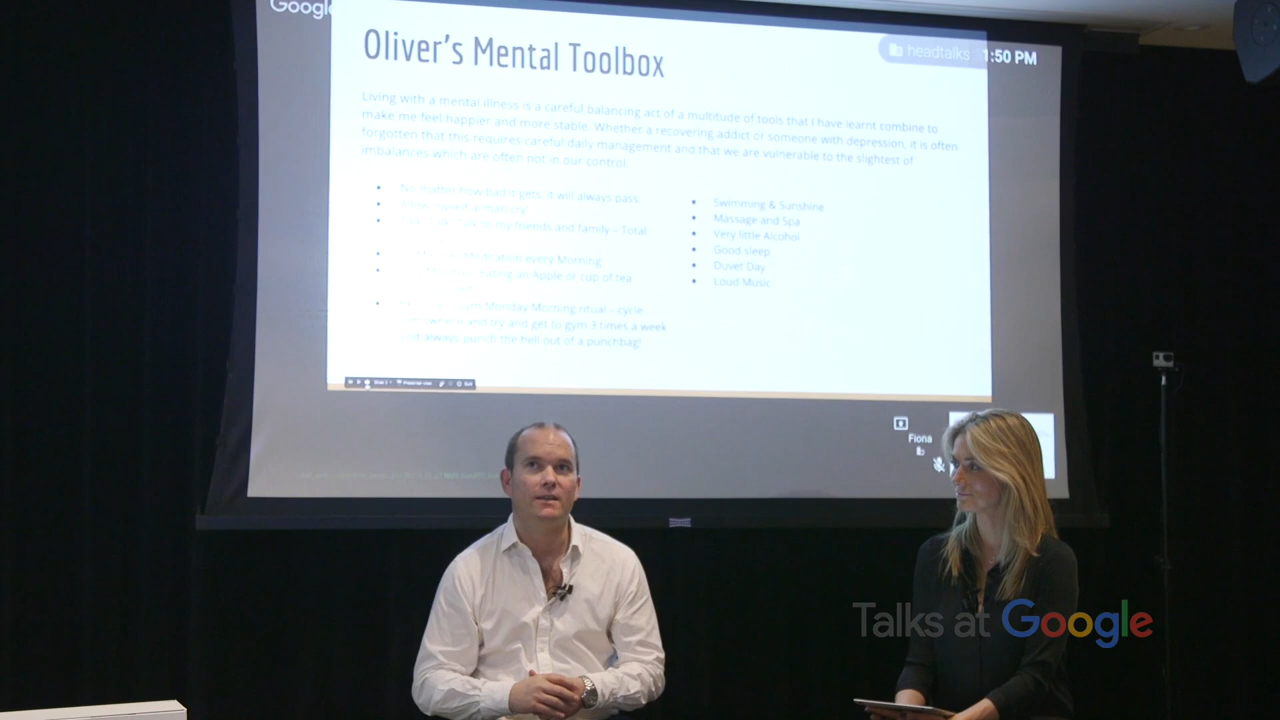 Google
Oliver's Mental Toolbox
headtalks
1:50 PM
Living with a mental illness is a careful balancing act of a multitude of tools that I have learnt combine to
make me feel happier and more stable. Whether a recovering addict or someone with depression, it is often
forgotten that this requires careful daily management and that we are vulnerable to the slightest of
imbalances which are often not in our control.
• No matter how bad it gets, it will always pass
• Allow myself a man cry
• Talk to my friends and family – Total
• Meditation every Morning
• eating an Apple or cup of tea
• Monday Morning ritual – cycle
and try and get to gym 3 times a week
and always punch the hell out of a punchbag!
• Swimming & Sunshine
• Massage and Spa
• Very little Alcohol
• Good sleep
• Duvet Day
• Loud Music
Fiona
Talks at Google